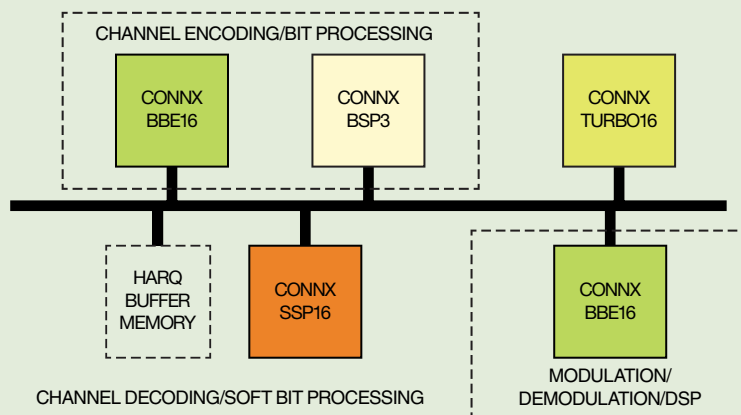 CHANNEL ENCODING/BIT PROCESSING
CONNX
BBE16
CONNX
BSP3
CONNX
TURBO16
HARQ
BUFFER
MEMORY
CONNX
SSP16
CONNX
BBE16
CHANNEL DECODING/SOFT BIT PROCESSING
MODULATION/
DEMODULATION/DSP